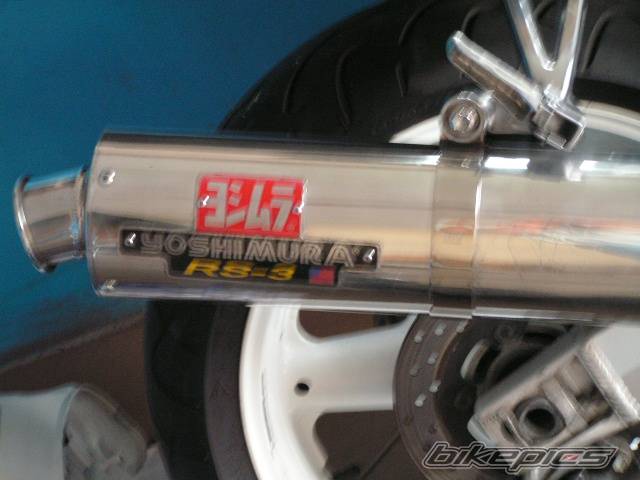 ヨシムラ
YOSHIMURA
RS-3
bikepics